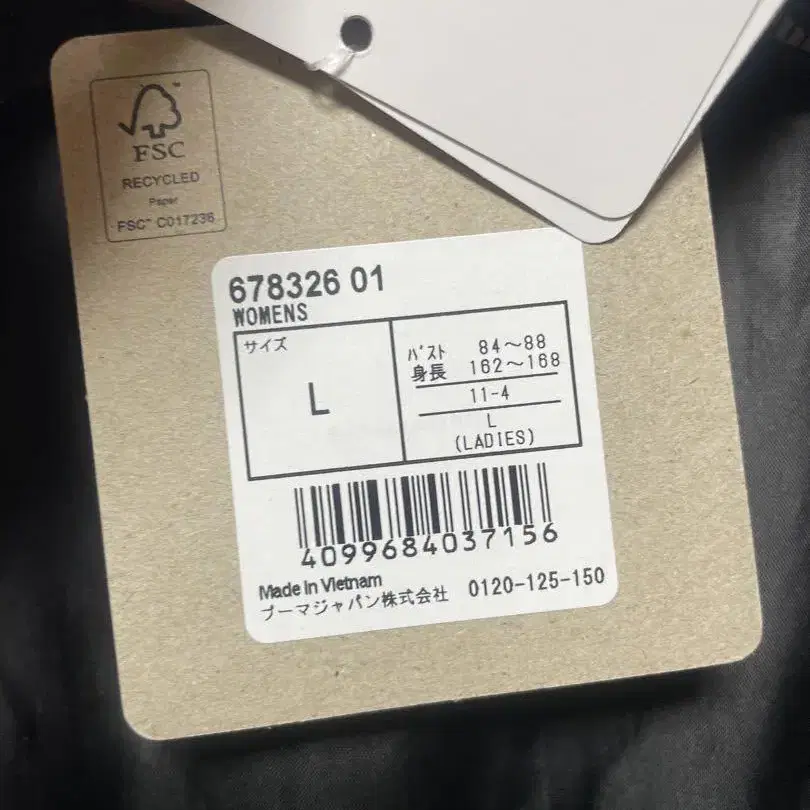 FSC
RECYCLED
Paper
FSC™ C017236
678326 01
WOMENS
サイズ
L
バスト 84～88
身長 162～168
11-4
L
(LADIES)
4099684037156
Made in Vietnam
プーマジャパン株式会社 0120-125-150